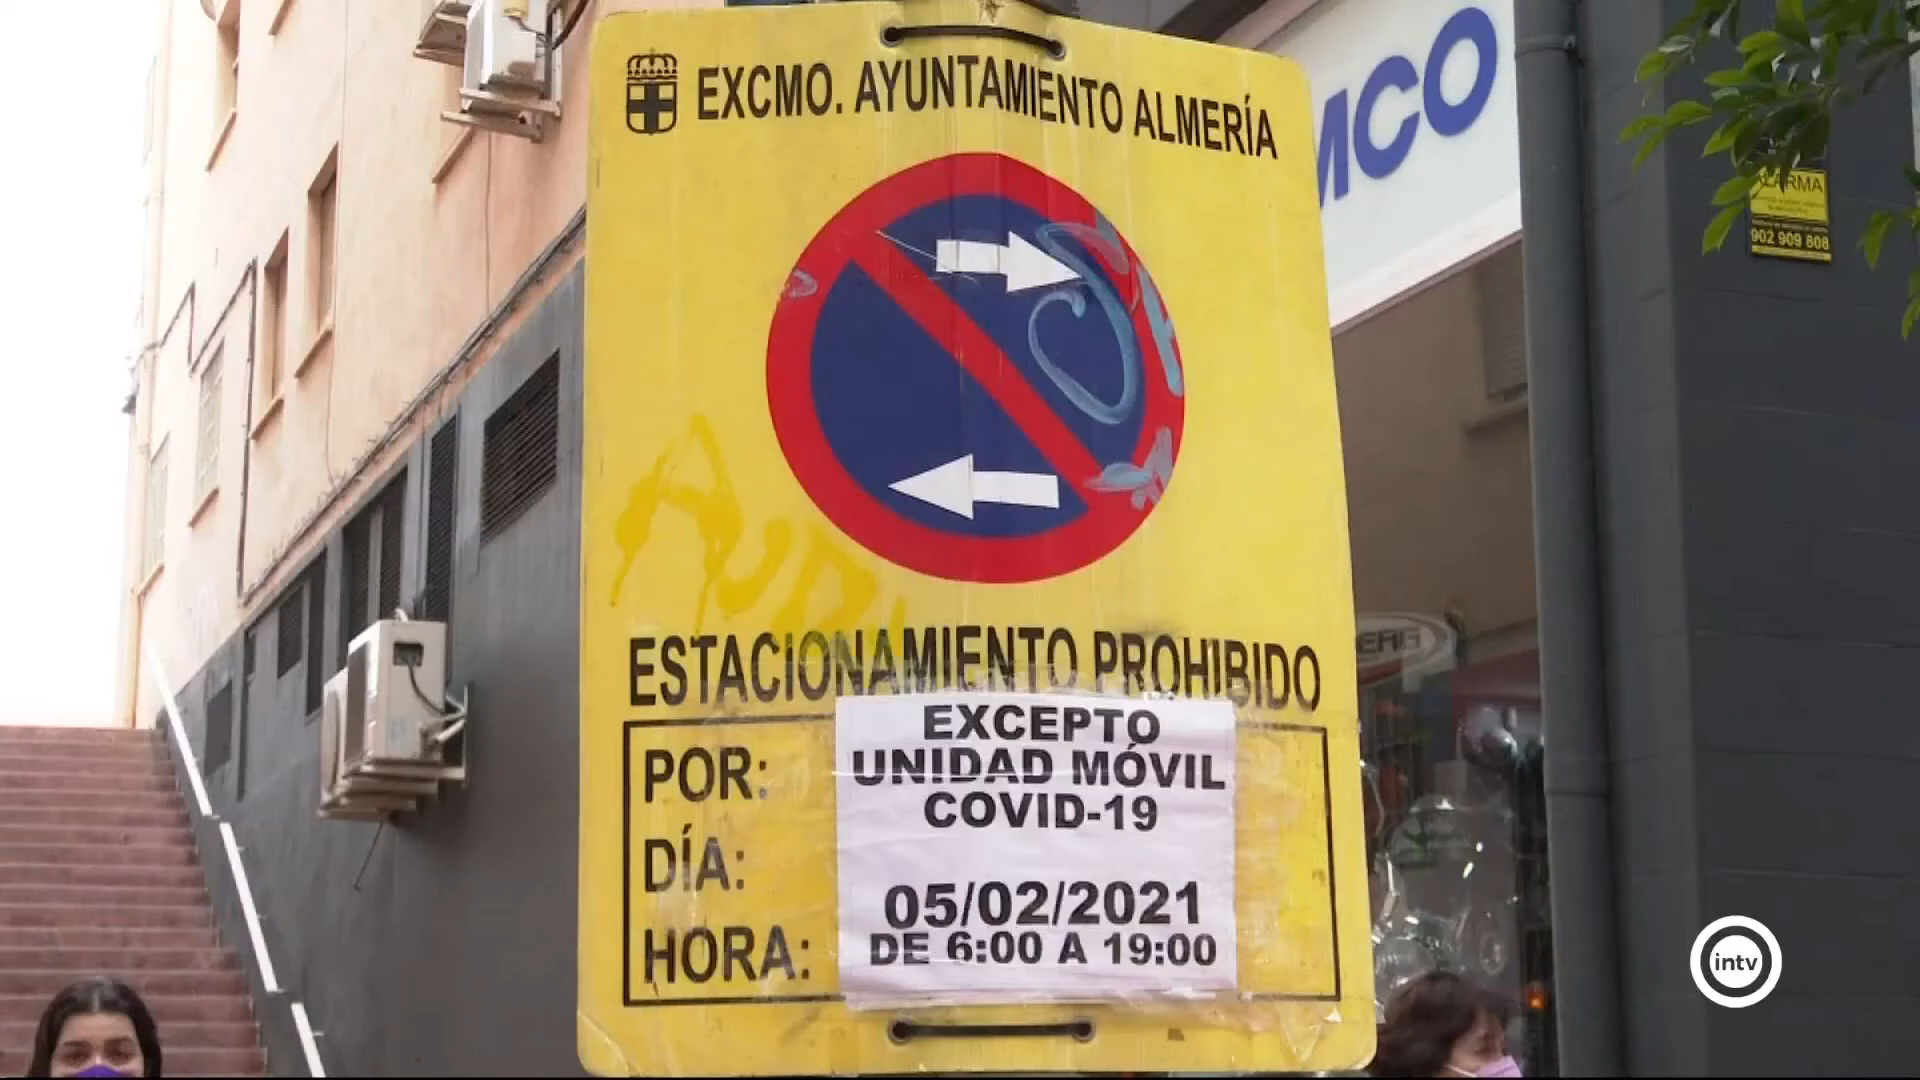 EXCMO. AYUNTAMIENTO ALMERÍA
MCO
ALARMA
902 909 808
ESTACIONAMIENTO PROHIBIDO
EXCEPTO
UNIDAD MÓVIL
COVID-19
POR:
DÍA:
HORA:
05/02/2021
DE 6:00 A 19:00
intv